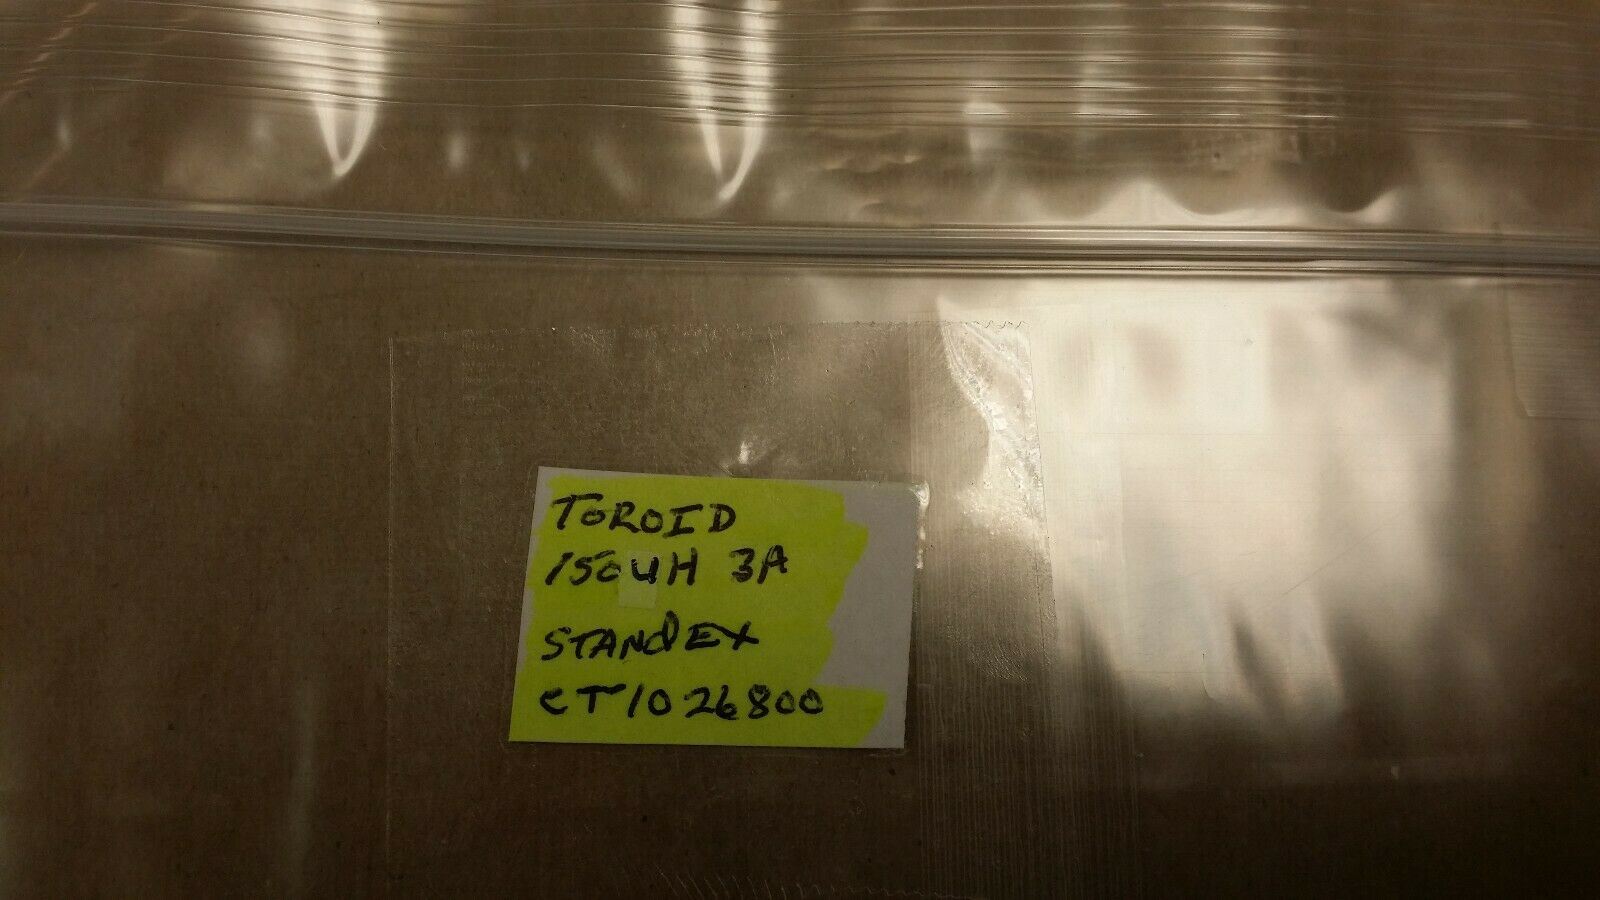 TOROID
150uH 3A
STANDEX
CT1026800